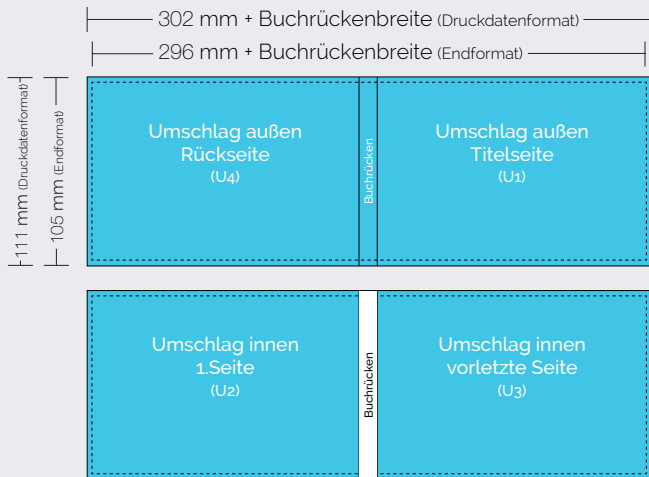 302 mm + Buchrückenbreite (Druckdatenformat)
296 mm + Buchrückenbreite (Endformat)
111 mm (Druckdatenformat)
105 mm (Endformat)
Umschlag außen
Rückseite
(U4)
Buchrücken
Umschlag außen
Titelseite
(U1)
Umschlag innen
1.Seite
(U2)
Buchrücken
Umschlag innen
vorletzte Seite
(U3)